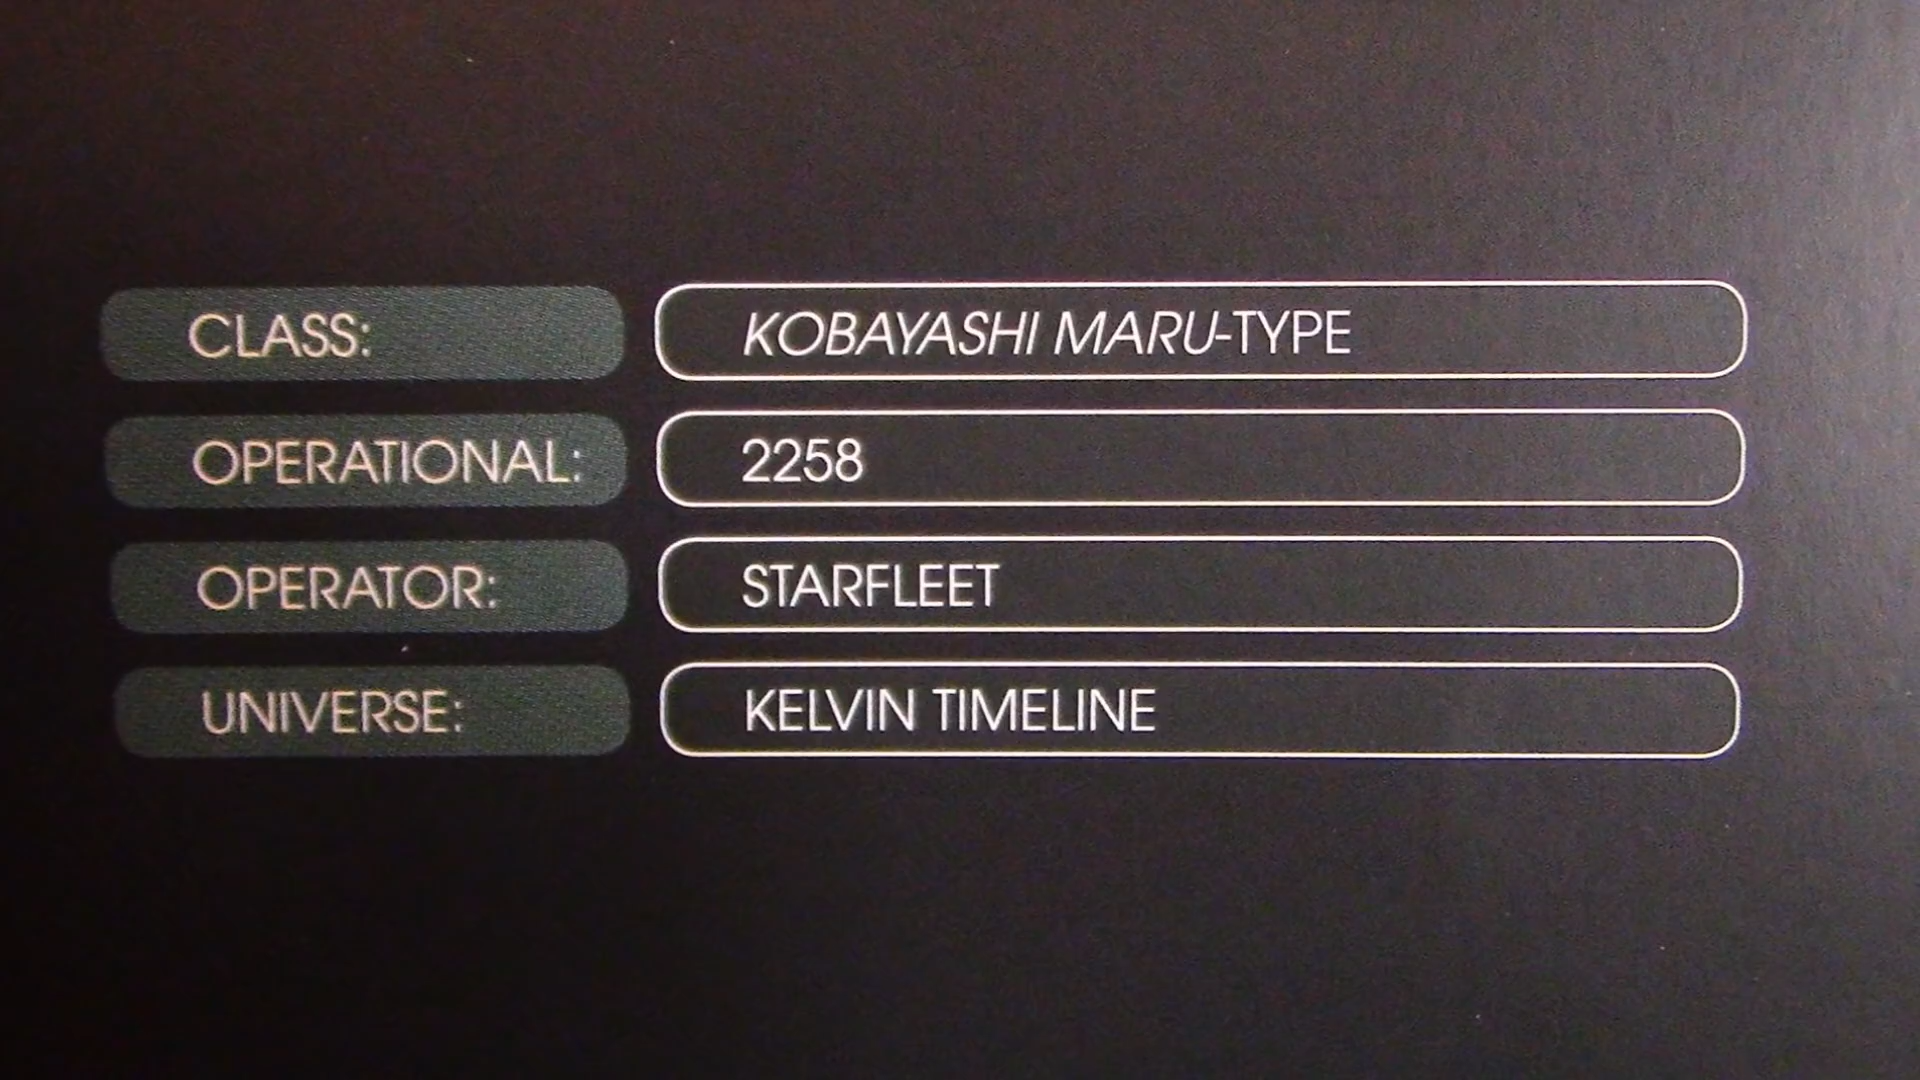 CLASS: KOBAYASHI MARU-TYPE
OPERATIONAL: 2258
OPERATOR: STARFLEET
UNIVERSE: KELVIN TIMELINE